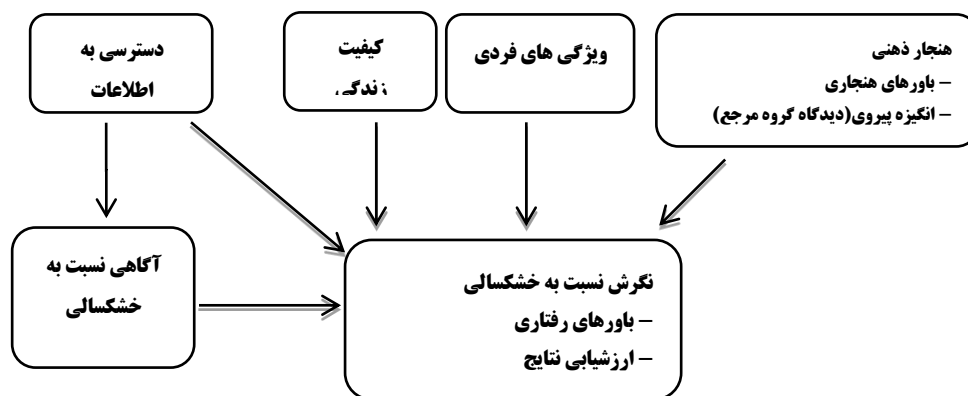 هنجار ذهنی
– باورهای هنجاری
– انگیزه پیروی(دیدگاه گروه مرجع)
ویژگی های فردی
کیفیت
زندگی
دسترسی به
اطلاعات
آگاهی نسبت به
خشکسالی
نگرش نسبت به خشکسالی
– باورهای رفتاری
– ارزشیابی نتایج